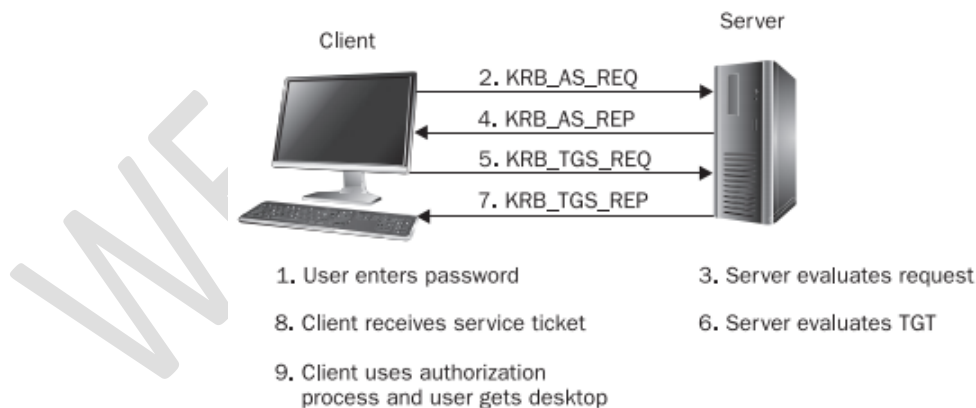 Client
Server
2. KRB_AS_REQ
4. KRB_AS_REP
5. KRB_TGS_REQ
7. KRB_TGS_REP
1. User enters password
3. Server evaluates request
8. Client receives service ticket
6. Server evaluates TGT
9. Client uses authorization
process and user gets desktop